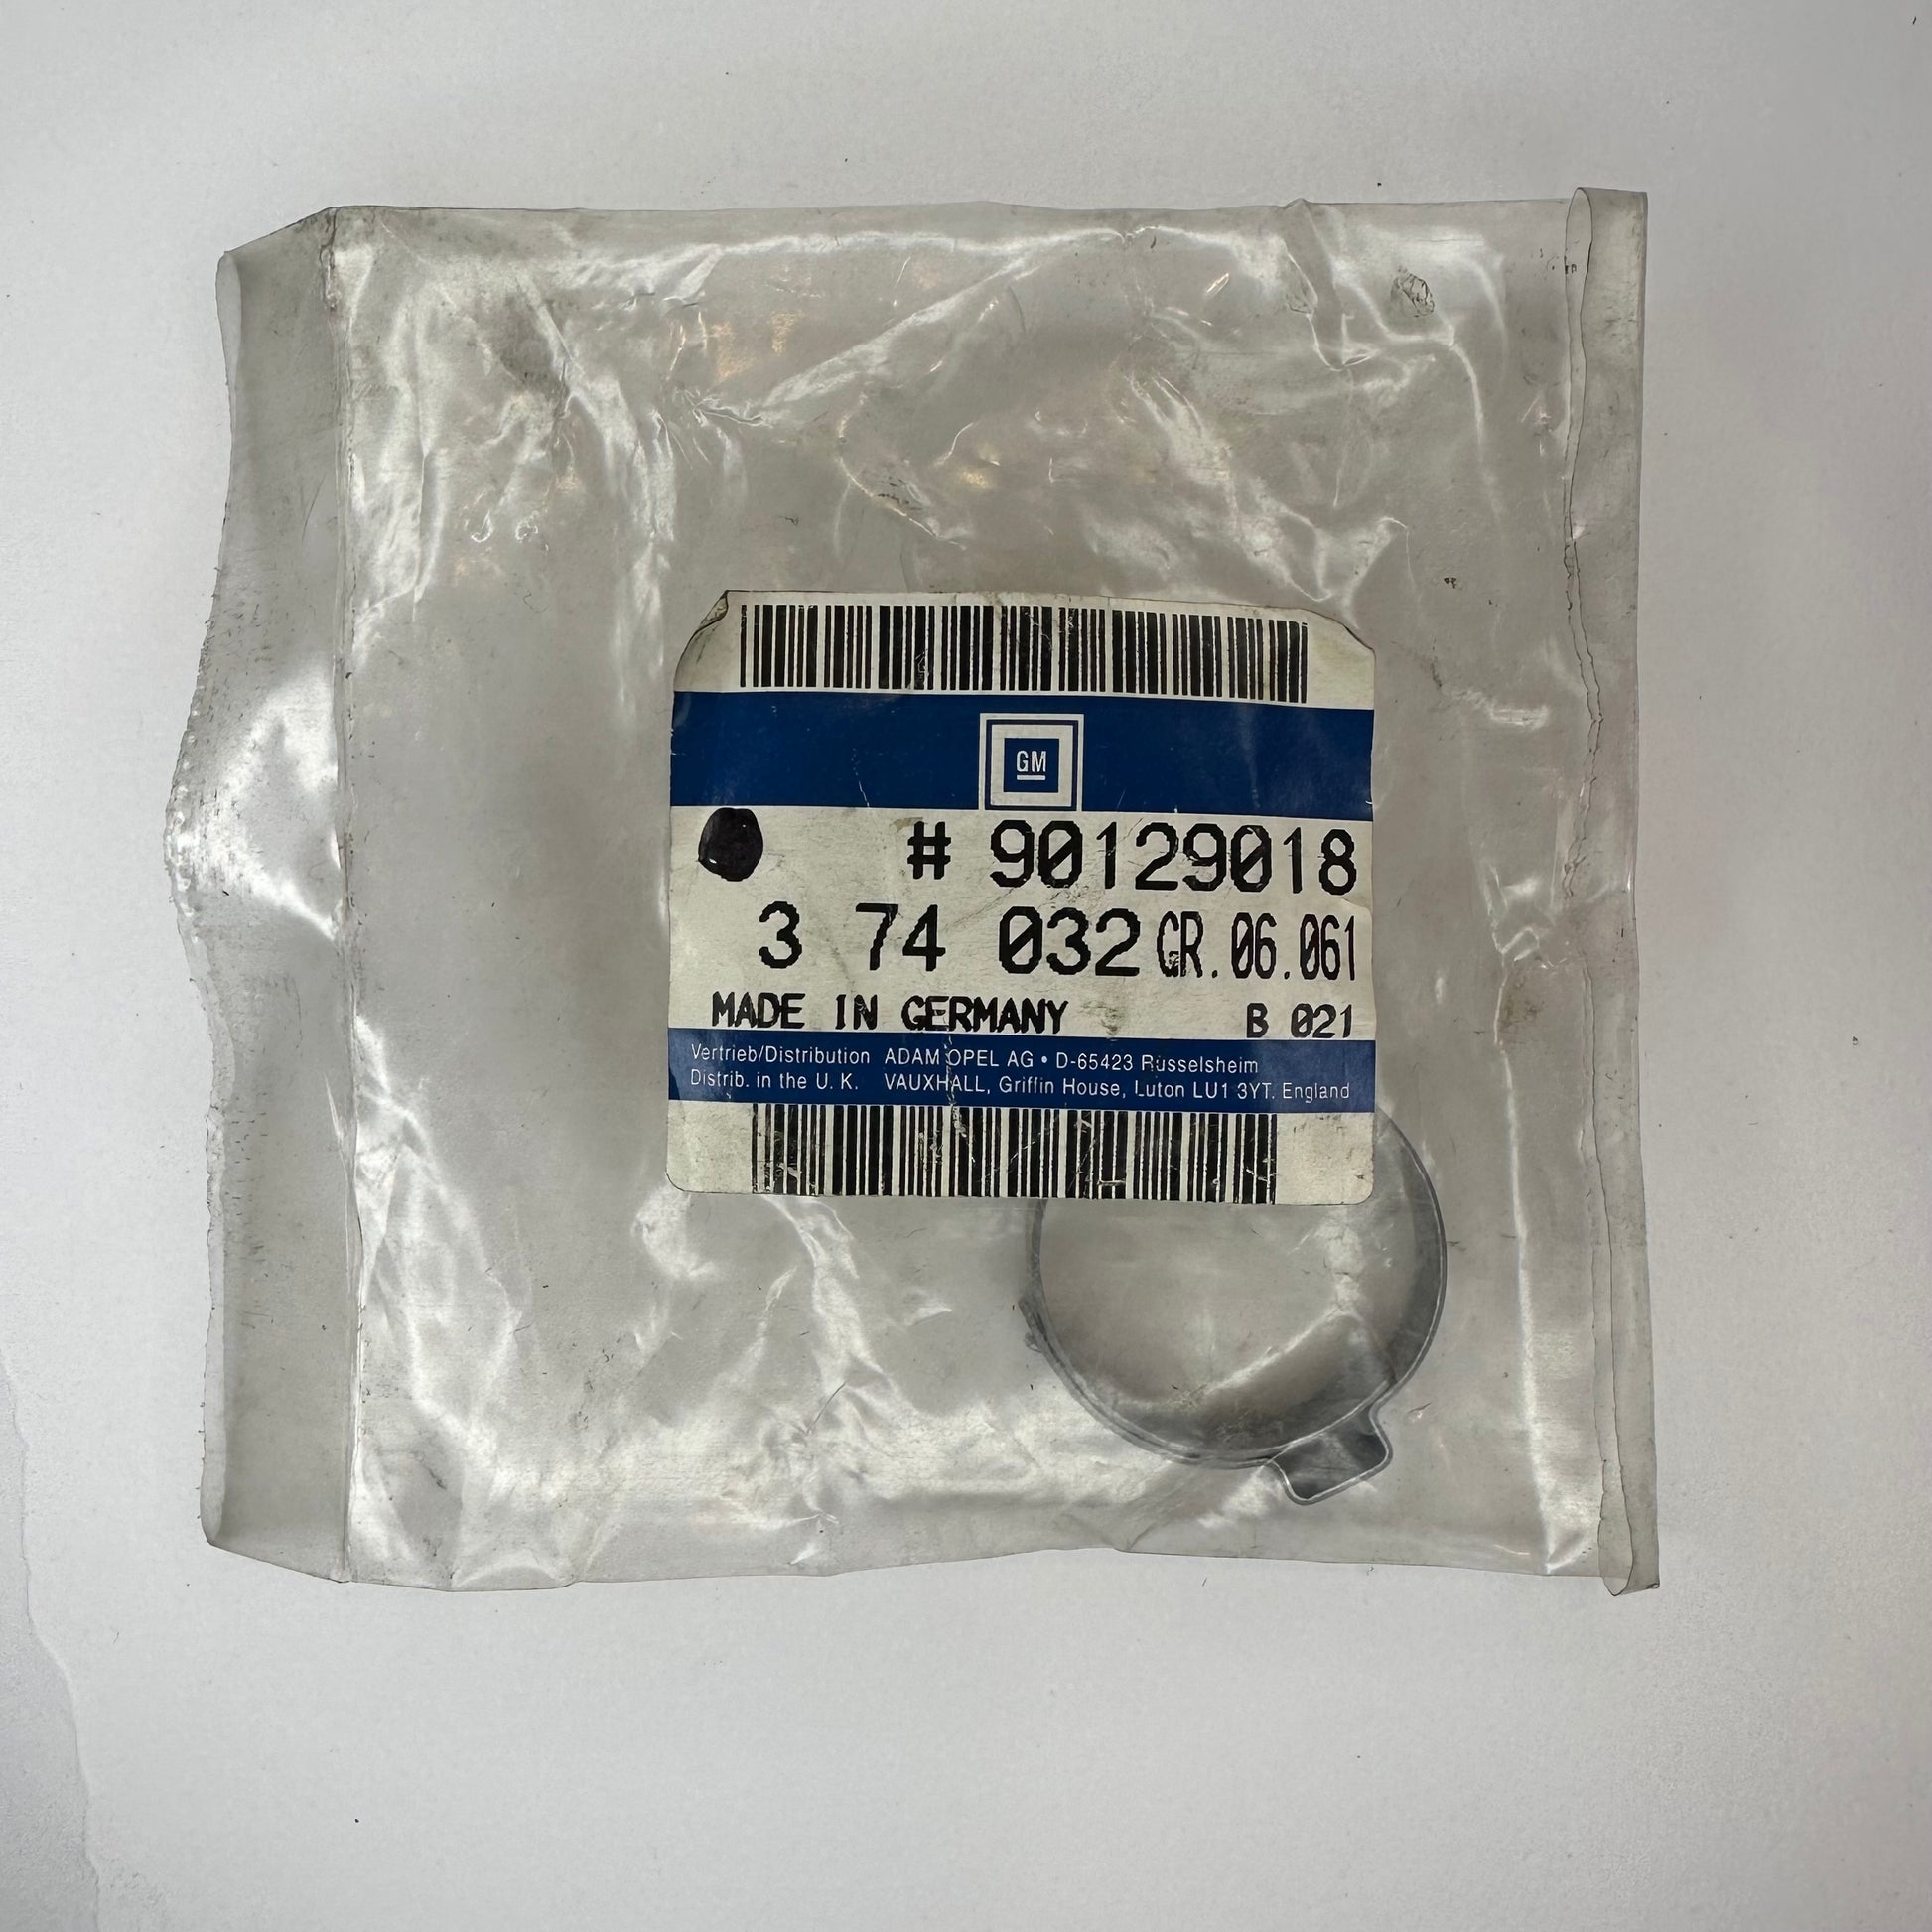 GM
# 90129018
3 74 032 GR. 06.061
MADE IN GERMANY B 021
Vertrieb/Distribution ADAM OPEL AG • D-65423 Rüsselsheim
Distrib. in the U. K. VAUXHALL, Griffin House, Luton LU1 3YT. England